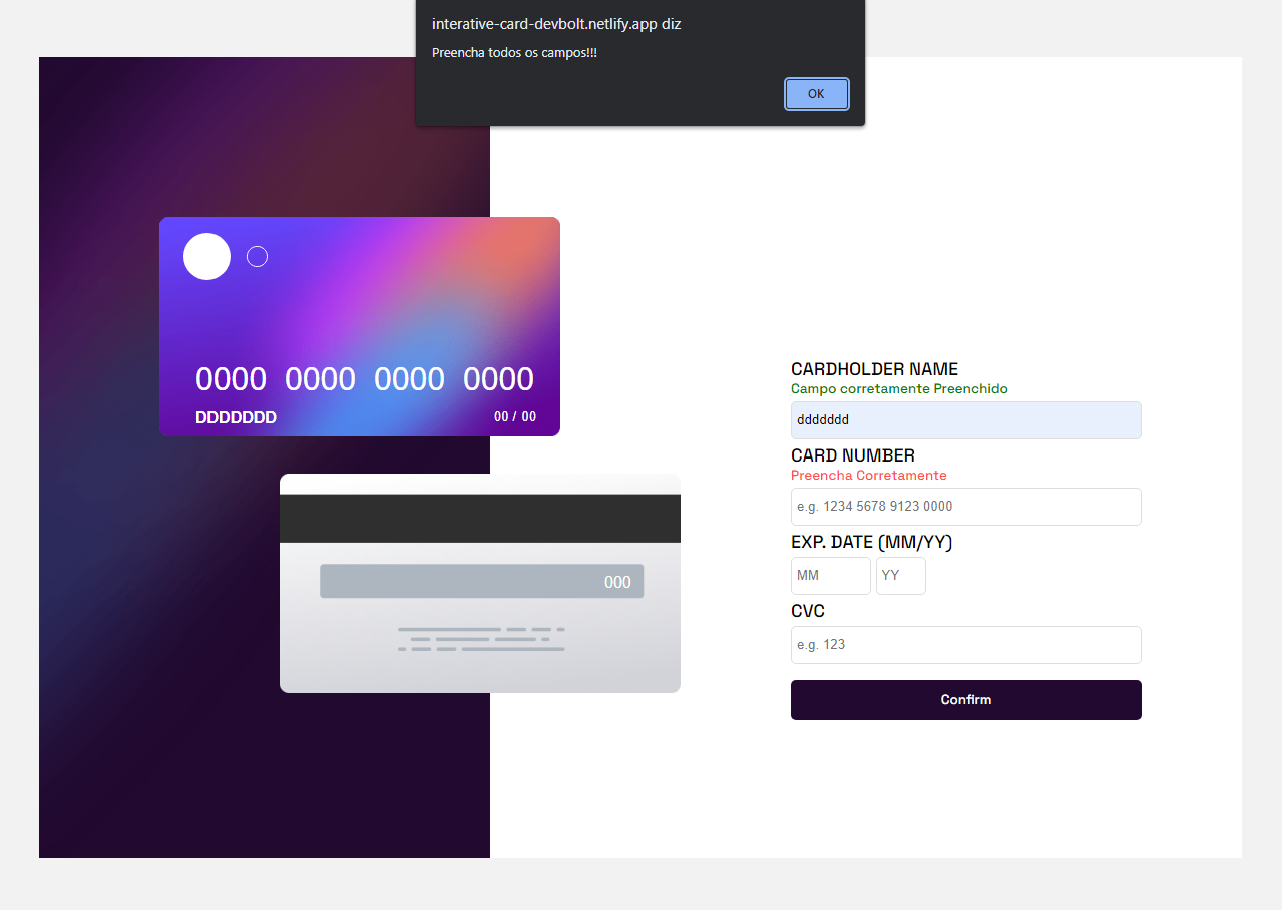 interative-card-devbolt.netlify.app diz
Preencha todos os campos!!!
OK
0000 0000 0000 0000
DDDDDDD 00 / 00
000
CARDHOLDER NAME
Campo corretamente Preenchido
ddddddd
CARD NUMBER
Preencha Corretamente
e.g. 1234 5678 9123 0000
EXP. DATE (MM/YY)
MM YY
CVC
e.g. 123
Confirm